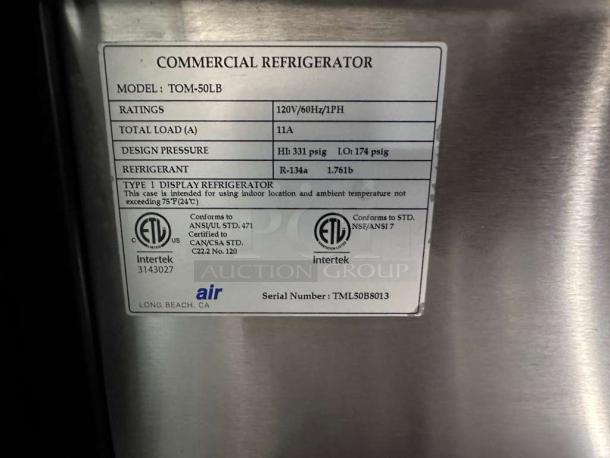 COMMERCIAL REFRIGERATOR
MODEL: TOM-50LB
RATINGS 120V/60Hz/1PH
TOTAL LOAD (A) 11A
DESIGN PRESSURE HI: 331 psig LO: 174 psig
REFRIGERANT R-134a 1.761b
TYPE 1 DISPLAY REFRIGERATOR
This case is intended for using indoor location and ambient temperature not
exceeding 75°F(24℃)
ETL
C US
Intertek
3143027
Conforms to
ANSI/UL STD. 471
Certified to
CAN/CSA STD.
C22.2 No. 120
ETL
Intertek
Conforms to STD.
NSF/ANSI 7
PCI
AUCTION GROUP
air
LONG BEACH, CA
Serial Number: TML50B8013